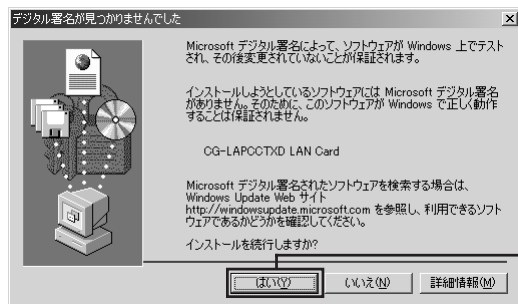 デジタル署名が見つかりませんでした
Microsoft デジタル署名によって、ソフトウェアが Windows 上でテスト
され、その後変更されていないことが保証されます。
インストールしようとしているソフトウェアには Microsoft デジタル署名
がありません。そのために、このソフトウェアが Windows で正しく動作
することは保証されません。
CG-LAPCCTXD LAN Card
Microsoft デジタル署名されたソフトウェアを検索する場合は、
Windows Update Web サイト
http://windowsupdate.microsoft.com を参照し、利用できるソフト
ウェアであるかどうかを確認してください。
インストールを続行しますか?
はい(Y)
いいえ(N)
詳細情報(M)